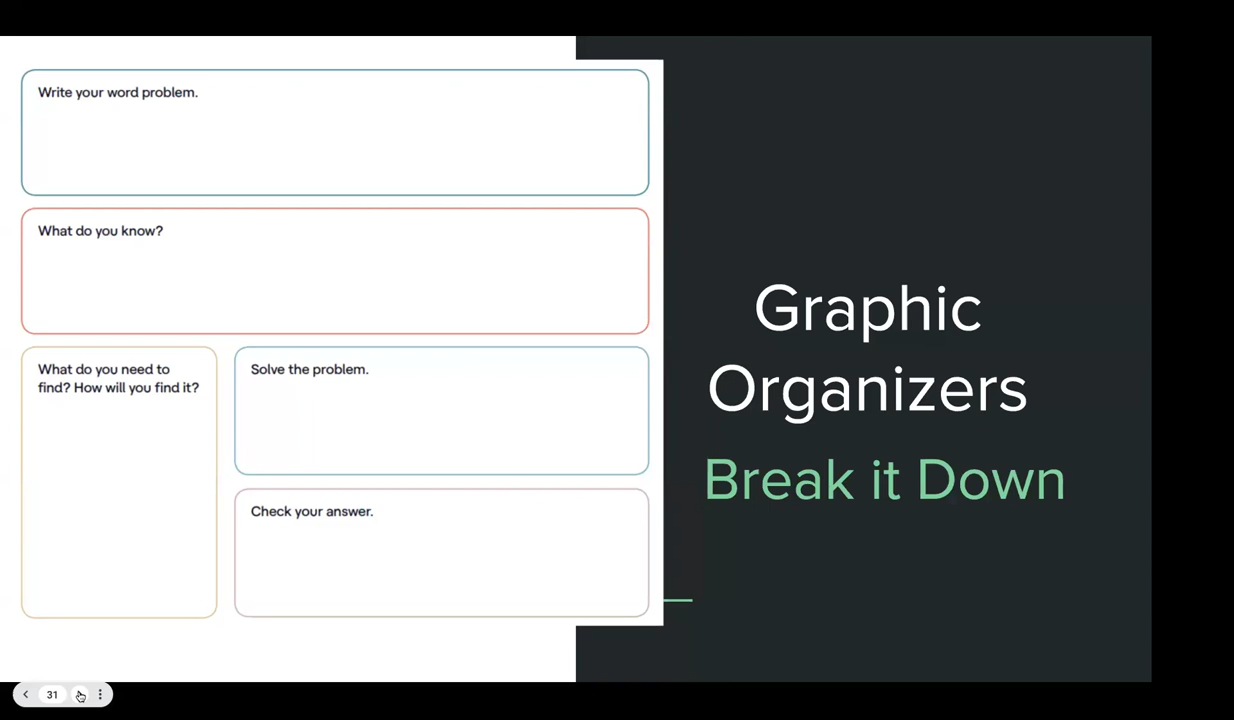 Write your word problem.
What do you know?
What do you need to
find? How will you find it?
Solve the problem.
Check your answer.
Graphic
Organizers
Break it Down
31